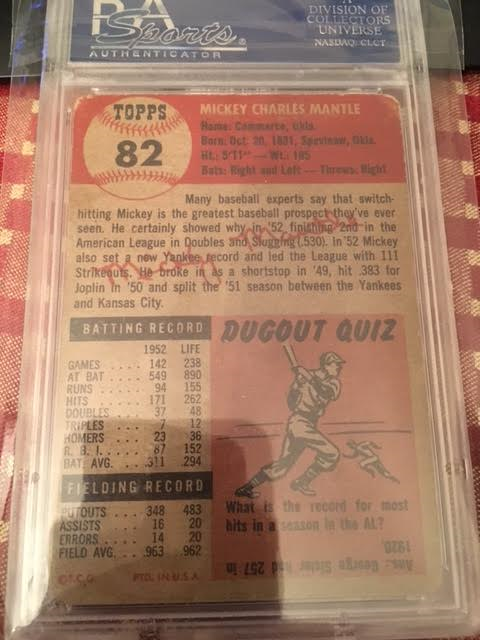 PSA
A
DIVISION OF
COLLECTORS
UNIVERSE
NASDAQ: CLCT
Sports
AUTHENTICATOR
TOPPS
82
MICKEY CHARLES MANTLE
Home: Commerce, Okla.
Born: Oct. 20, 1931, Spavinaw, Okla.
Ht.: 5'11" — Wt.: 185
Bats: Right and Left — Throws: Right
Many baseball experts say that switch-
hitting Mickey is the greatest baseball prospect they've ever
seen. He certainly showed why in '52, finishing 2nd in the
American League in Doubles and Slugging (.530). In '52 Mickey
also set a new Yankee record and led the League with 111
Strikeouts. He broke in as a shortstop in '49, hit .383 for
Joplin in '50 and split the '51 season between the Yankees
and Kansas City.
Mickey Mantle
BATTING RECORD
1952 LIFE
GAMES .... 142 238
AT BAT .... 549 890
RUNS .... 94 155
HITS .... 171 262
DOUBLES ... 37 48
TRIPLES ... 7 12
HOMERS ... 23 36
R. B. I. .... 87 152
BAT. AVG. .. .311 .294
FIELDING RECORD
PUTOUTS ... 348 483
ASSISTS ... 16 20
ERRORS ... 14 20
FIELD AVG. .. .963 .962
©T.C.G. PTD. IN U.S.A.
DUGOUT QUIZ
What is the record for most
hits in a season in the AL?
Ans.: George Sisler had 257 in
1920.